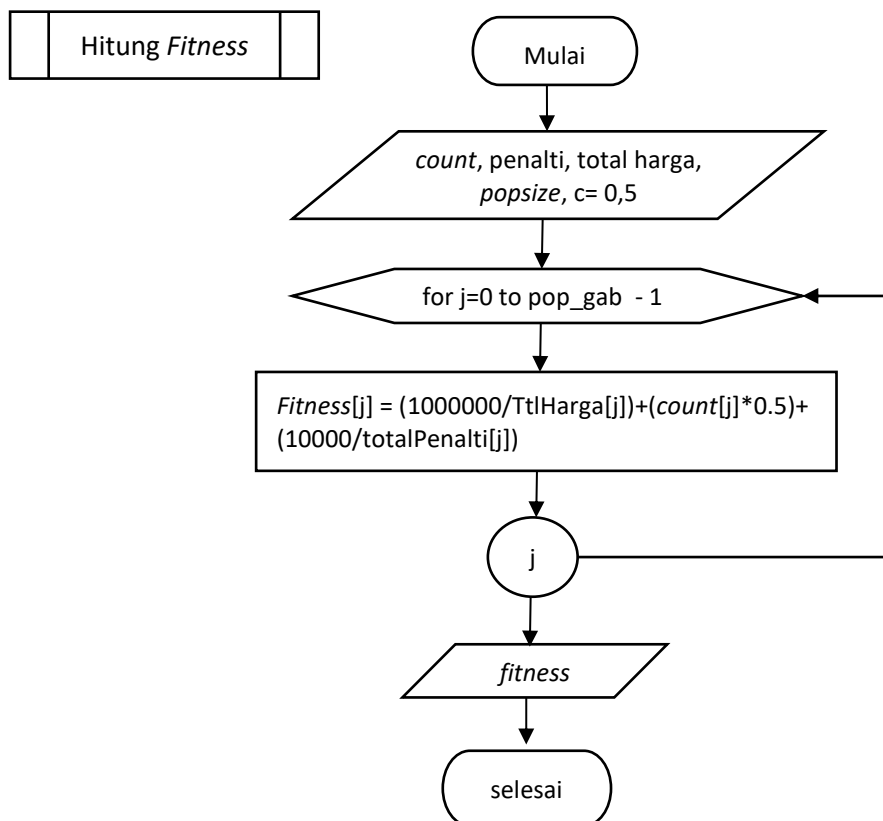 Hitung Fitness
Mulai
count, penalti, total harga,
popsize, c= 0,5
for j=0 to pop_gab - 1
Fitness[j] = (1000000/TtlHarga[j])+(count[j]*0.5)+
(10000/totalPenalti[j])
j
fitness
selesai